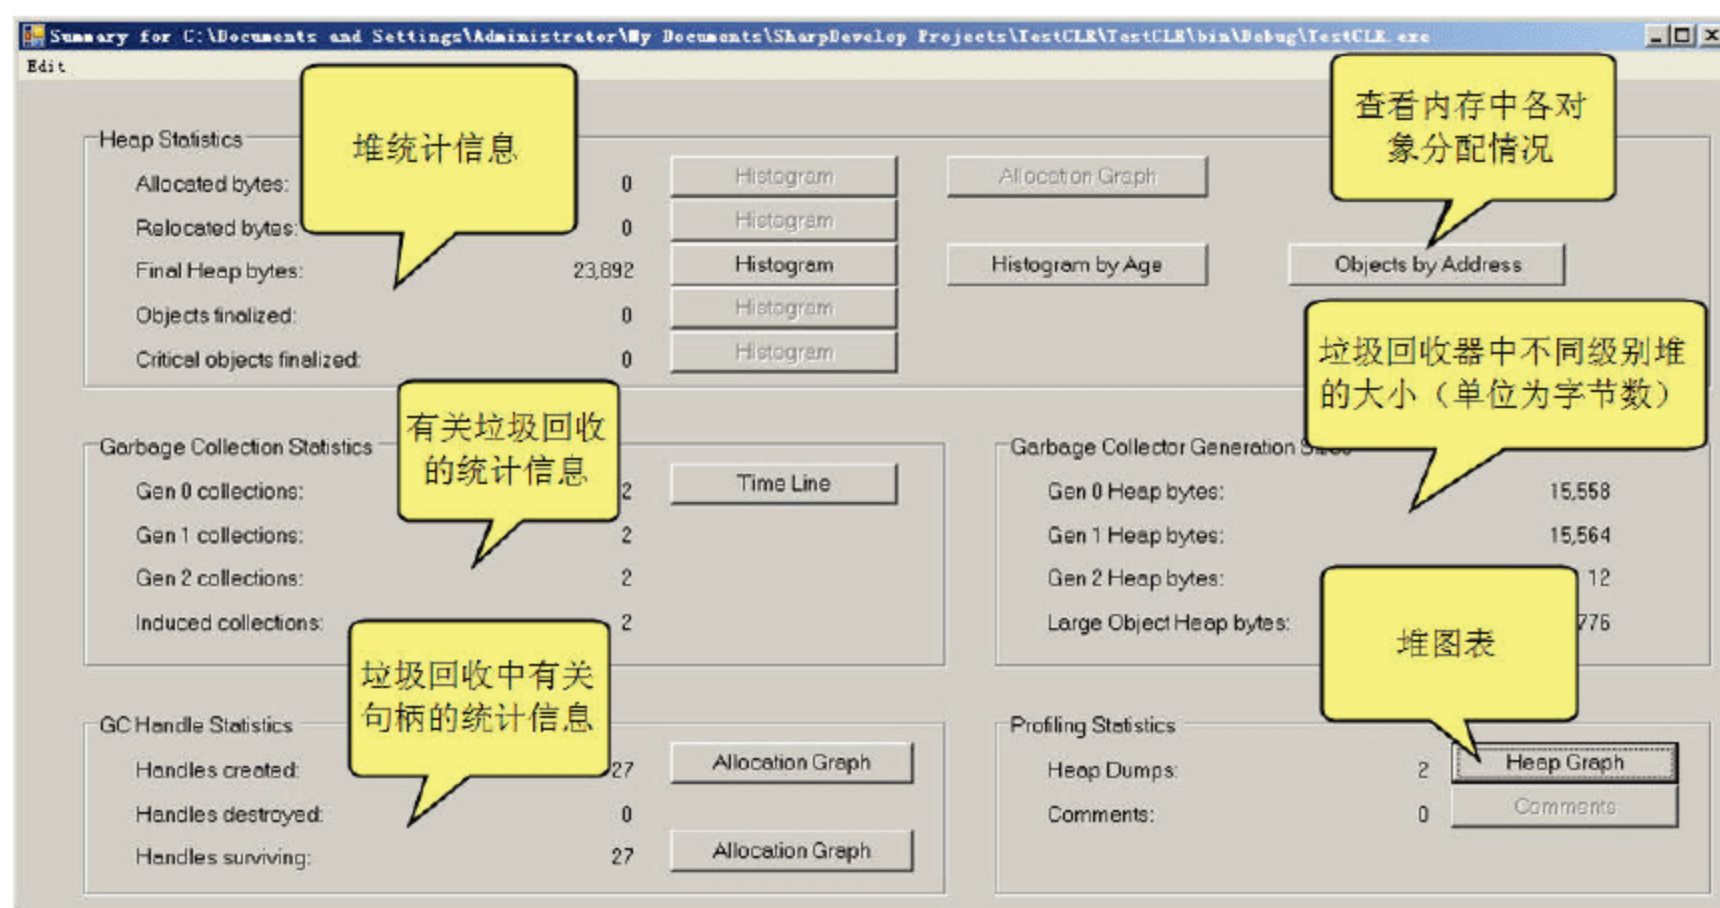 Summary for C:\Documents and Settings\Administrator\My Documents\SharpDevelop Projects\TestCLR\TestCLR\bin\Debug\TestCLR.exe
Edit
堆统计信息
查看内存中各对
象分配情况
Heap Statistics
Allocated bytes: 0 Histogram Allocation Graph
Relocated bytes: 0 Histogram
Final Heap bytes: 23,892 Histogram Histogram by Age Objects by Address
Objects finalized: 0 Histogram
Critical objects finalized: 0 Histogram
垃圾回收器中不同级别堆
的大小（单位为字节数）
有关垃圾回收
的统计信息
Garbage Collection Statistics
Gen 0 collections: 2 Time Line
Gen 1 collections: 2
Gen 2 collections: 2
Induced collections: 2
Garbage Collector Generation
Gen 0 Heap bytes: 15,558
Gen 1 Heap bytes: 15,564
Gen 2 Heap bytes: 12
Large Object Heap bytes: 776
垃圾回收中有关
句柄的统计信息
堆图表
GC Handle Statistics
Handles created: 27 Allocation Graph
Handles destroyed: 0
Handles surviving: 27 Allocation Graph
Profiling Statistics
Heap Dumps: 2 Heap Graph
Comments: 0 Comments